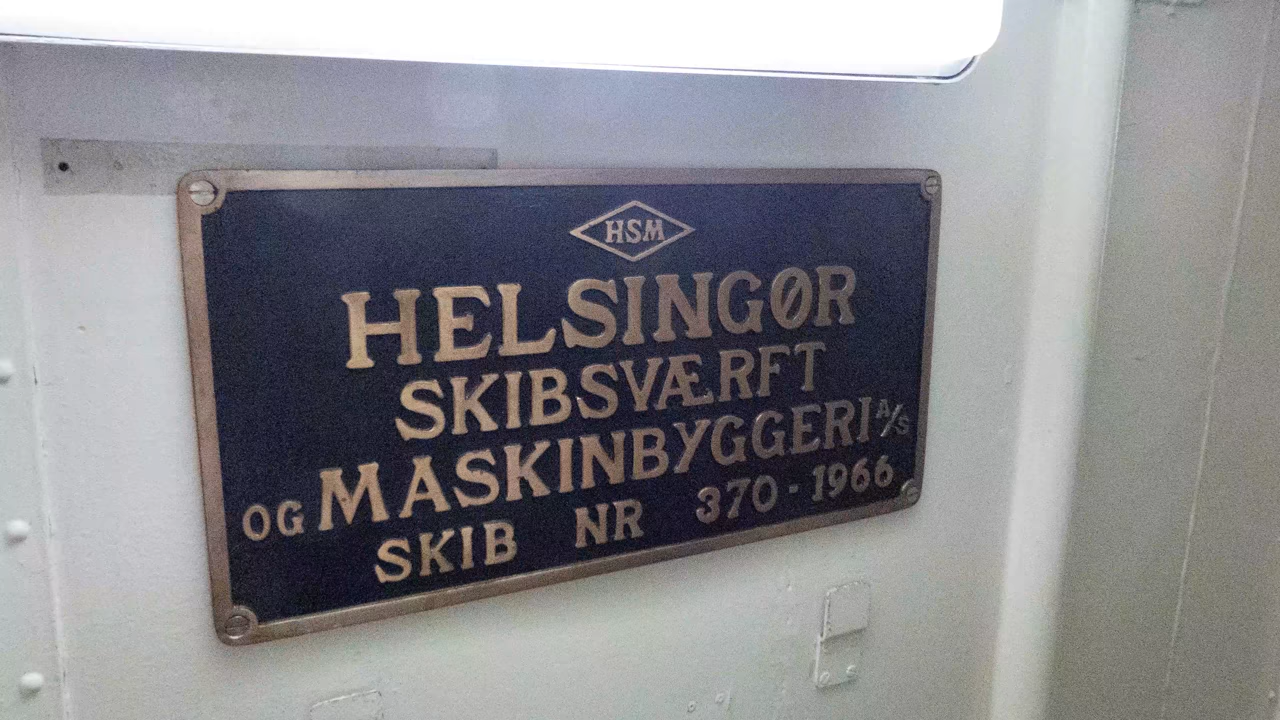 HSM
HELSINGØR
SKIBSVÆRFT
OG MASKINBYGGERI A/S
SKIB NR 370 - 1966